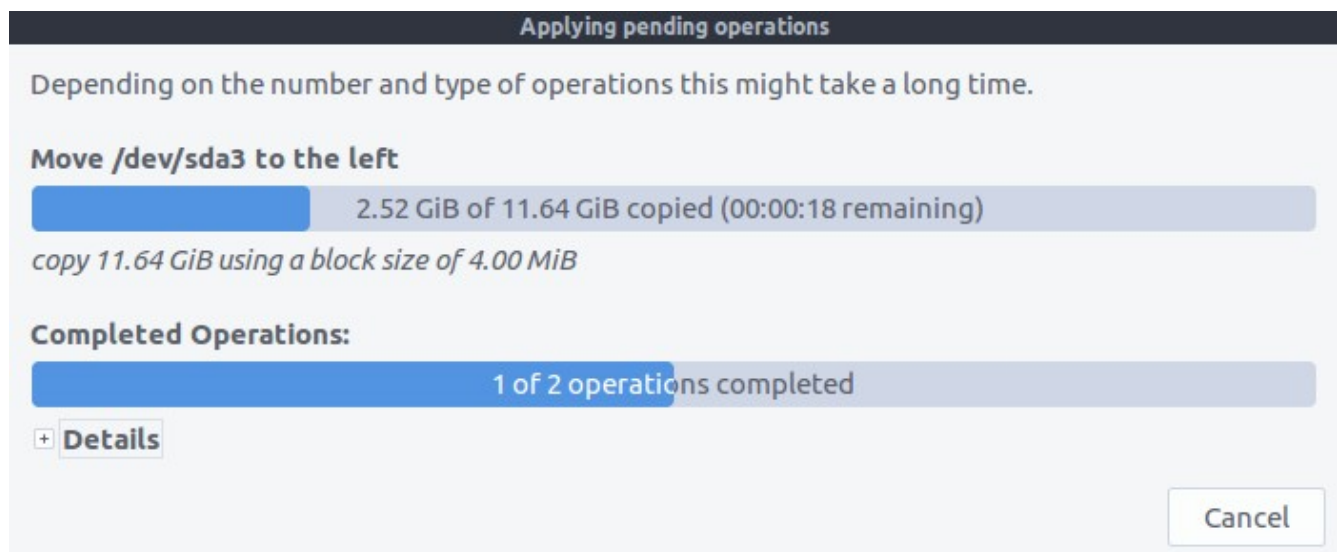 Applying pending operations
Depending on the number and type of operations this might take a long time.
Move /dev/sda3 to the left
2.52 GiB of 11.64 GiB copied (00:00:18 remaining)
copy 11.64 GiB using a block size of 4.00 MiB
Completed Operations:
1 of 2 operations completed
+ Details
Cancel